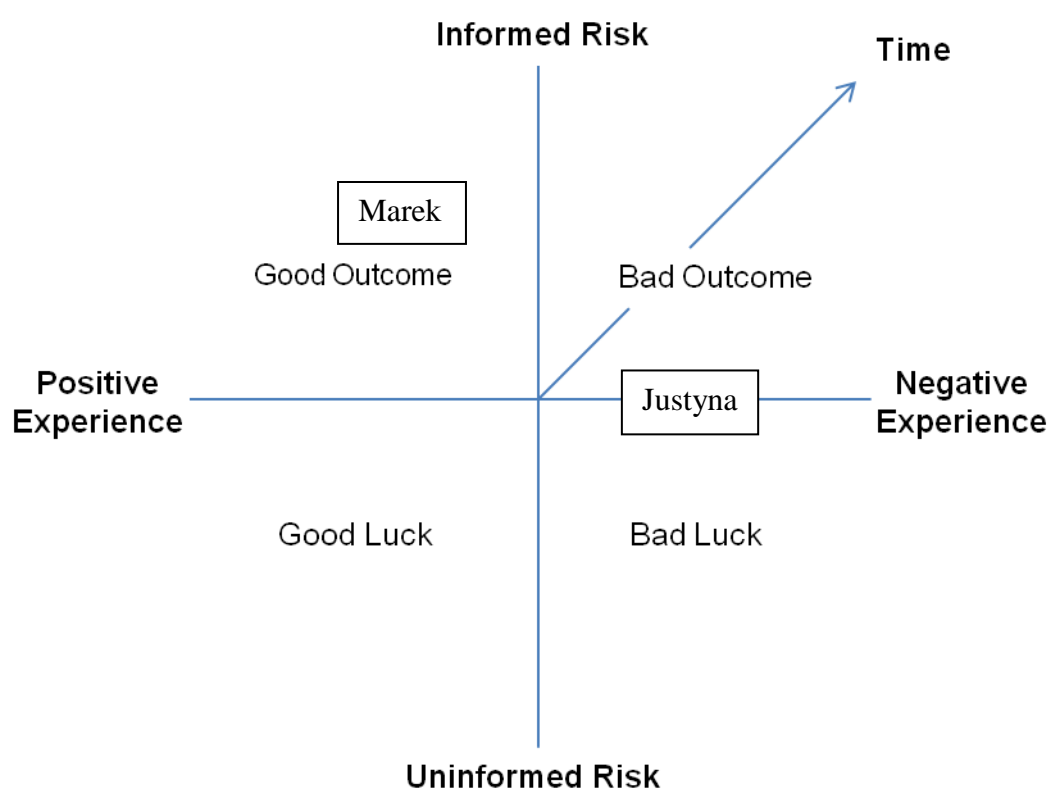 Informed Risk
Time
Marek
Good Outcome
Bad Outcome
Positive
Experience
Justyna
Negative
Experience
Good Luck
Bad Luck
Uninformed Risk